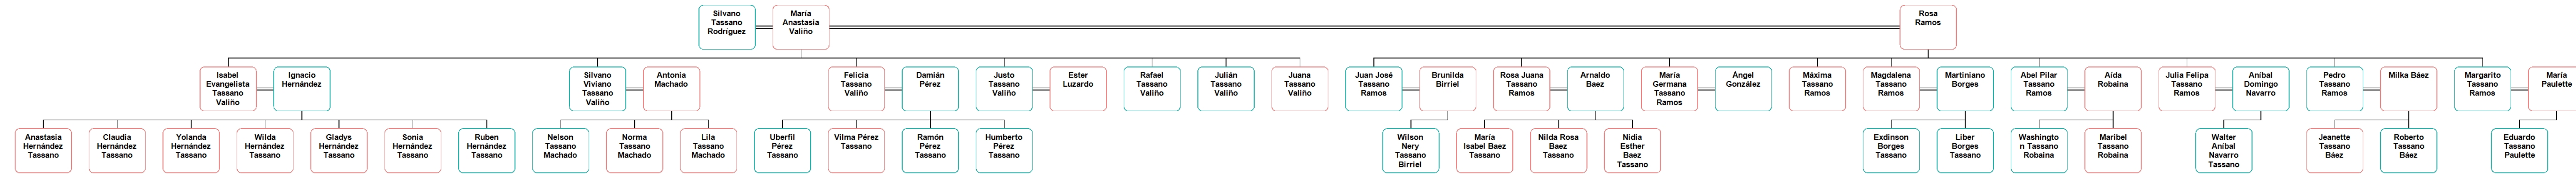 Silvano
Tassano
Rodríguez
María
Anastasia
Valiño
Rosa
Ramos
Isabel
Evangelista
Tassano
Valiño
Ignacio
Hernández
Silvano
Viviano
Tassano
Valiño
Antonia
Machado
Felicia
Tassano
Valiño
Damián
Pérez
Justo
Tassano
Valiño
Ester
Luzardo
Rafael
Tassano
Valiño
Julián
Tassano
Valiño
Juana
Tassano
Valiño
Juan José
Tassano
Ramos
Brunilda
Birriel
Rosa Juana
Tassano
Ramos
Arnaldo
Baez
María
Germana
Tassano
Ramos
Angel
González
Máxima
Tassano
Ramos
Magdalena
Tassano
Ramos
Martiniano
Borges
Abel Pilar
Tassano
Ramos
Aída
Robaina
Julia Felipa
Tassano
Ramos
Aníbal
Domingo
Navarro
Pedro
Tassano
Ramos
Milka Báez
Margarito
Tassano
Ramos
María
Paulette
Anastasia
Hernández
Tassano
Claudia
Hernández
Tassano
Yolanda
Hernández
Tassano
Wilda
Hernández
Tassano
Gladys
Hernández
Tassano
Sonia
Hernández
Tassano
Ruben
Hernández
Tassano
Nelson
Tassano
Machado
Norma
Tassano
Machado
Lila
Tassano
Machado
Uberfil
Pérez
Tassano
Vilma Pérez
Tassano
Ramón
Pérez
Tassano
Humberto
Pérez
Tassano
Wilson
Nery
Tassano
Birriel
María
Isabel Baez
Tassano
Nilda Rosa
Baez
Tassano
Nidia
Esther
Baez
Tassano
Exdinson
Borges
Tassano
Liber
Borges
Tassano
Washingto
n Tassano
Robaina
Maribel
Tassano
Robaina
Walter
Aníbal
Navarro
Tassano
Jeanette
Tassano
Báez
Roberto
Tassano
Báez
Eduardo
Tassano
Paulette